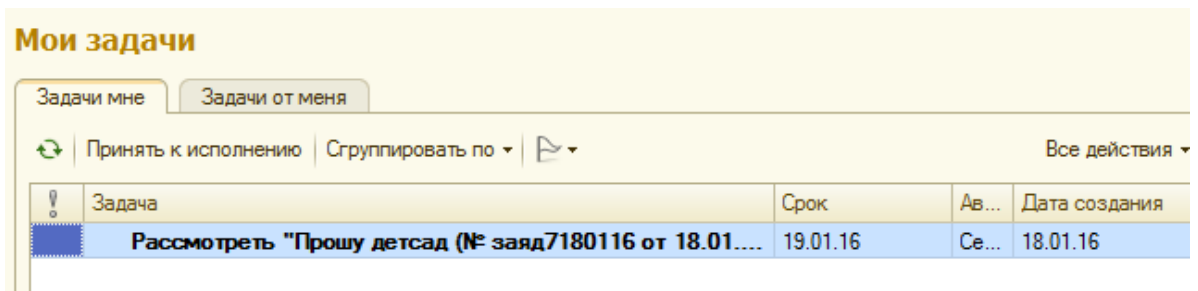 Мои задачи
Задачи мне Задачи от меня
Принять к исполнению Сгруппировать по Все действия
Задача Срок Ав... Дата создания
Рассмотреть "Прошу детсад (№ заяд7180116 от 18.01.... 19.01.16 Се... 18.01.16